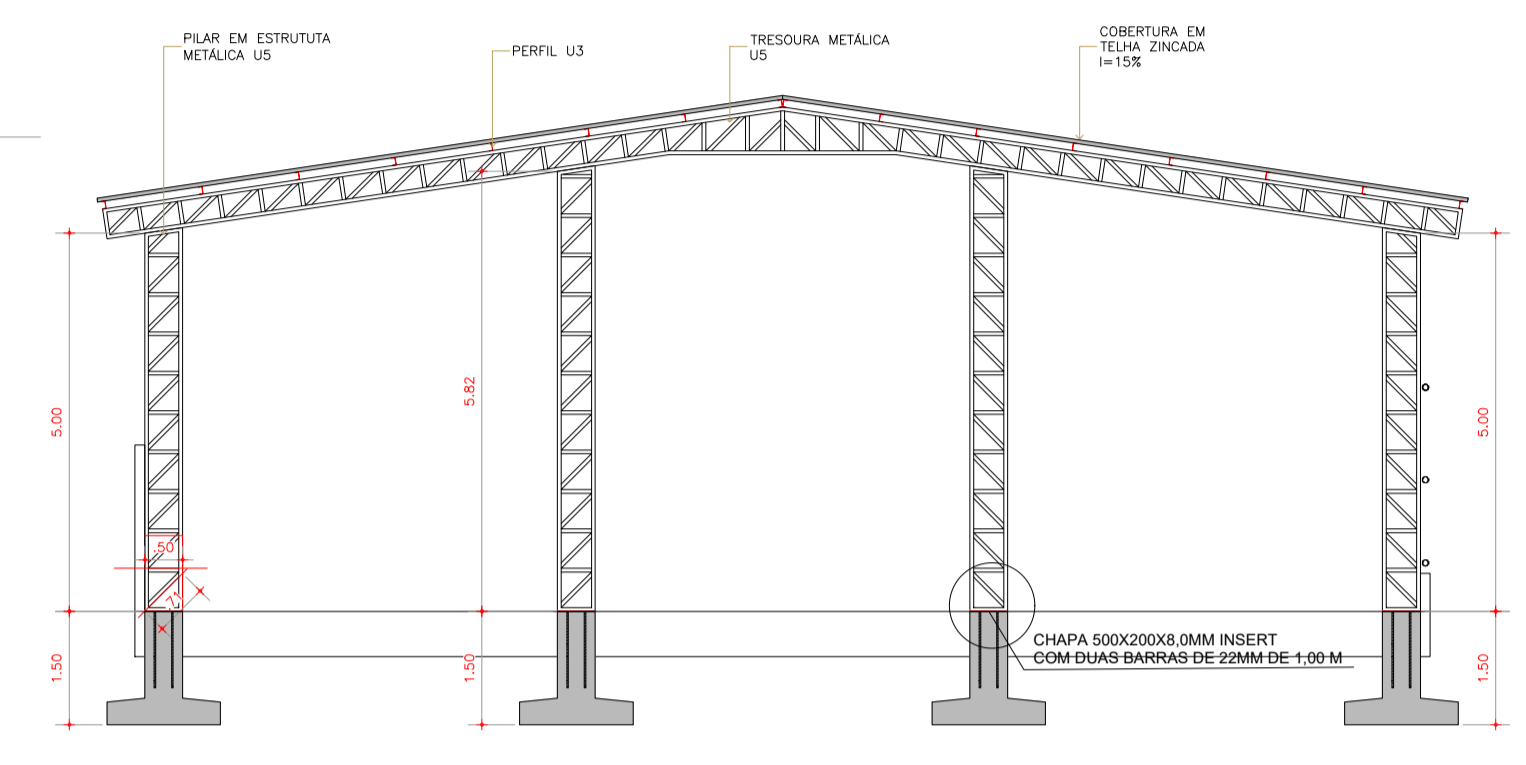 PILAR EM ESTRUTUTA
METÁLICA U5
PERFIL U3
TRESOURA METÁLICA
U5
COBERTURA EM
TELHA ZINCADA
I=15%
5.00
5.82
5.00
.50
.71
CHAPA 500X200X8,0MM INSERT
COM DUAS BARRAS DE 22MM DE 1,00 M
1.50
1.50
1.50